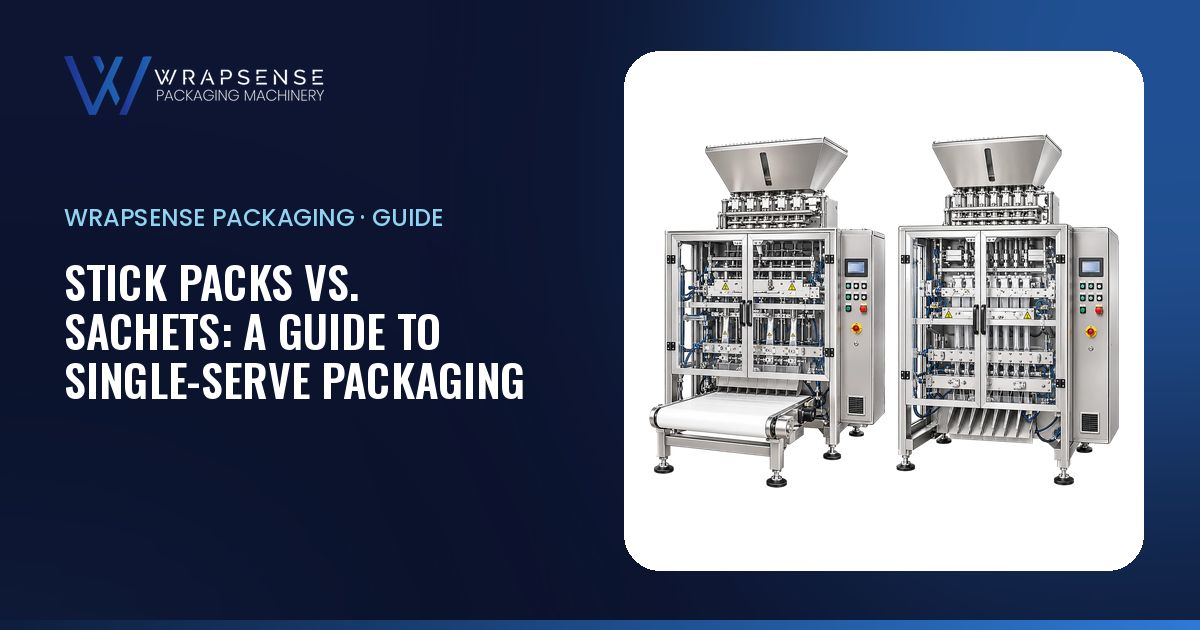 WRAPSENSE
PACKAGING MACHINERY
WRAPSENSE PACKAGING · GUIDE
STICK PACKS VS.
SACHETS: A GUIDE TO
SINGLE-SERVE PACKAGING